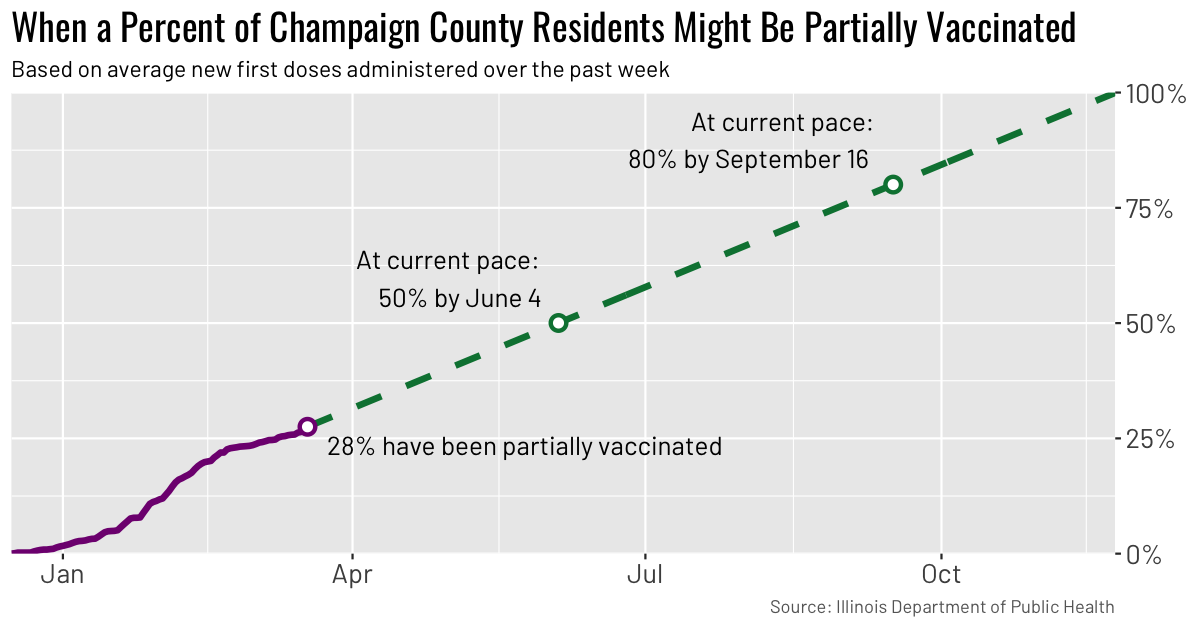 When a Percent of Champaign County Residents Might Be Partially Vaccinated
Based on average new first doses administered over the past week
100%
At current pace:
80% by September 16
75%
At current pace:
50% by June 4
50%
28% have been partially vaccinated
25%
0%
Jan Apr Jul Oct
Source: Illinois Department of Public Health